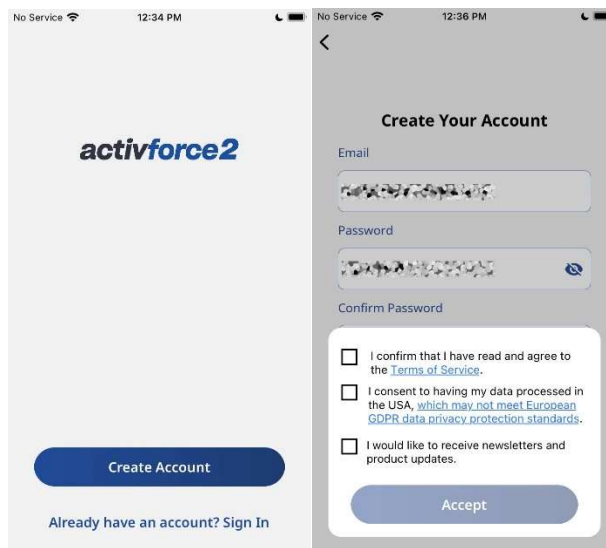 No Service
12:34 PM
activforce2
Create Account
Already have an account? Sign In
No Service
12:36 PM
Create Your Account
Email
Password
Confirm Password
I confirm that I have read and agree to
the Terms of Service.
I consent to having my data processed in
the USA, which may not meet European
GDPR data privacy protection standards.
I would like to receive newsletters and
product updates.
Accept